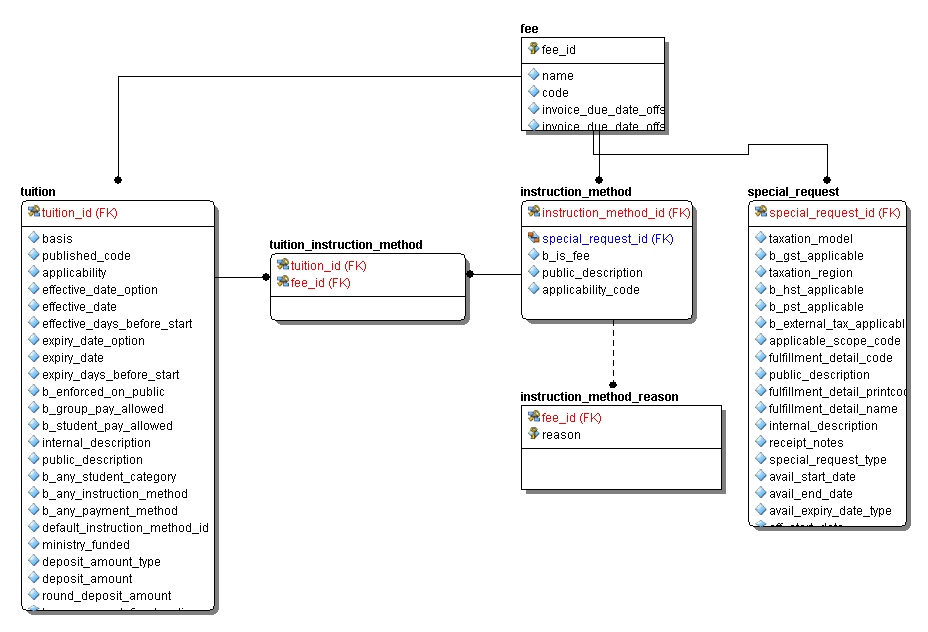 fee
fee_id
name
code
invoice_due_date_offs
invoice_due_date_offs
tuition
tuition_id (FK)
basis
published_code
applicability
effective_date_option
effective_date
effective_days_before_start
expiry_date_option
expiry_date
expiry_days_before_start
b_enforced_on_public
b_group_pay_allowed
b_student_pay_allowed
internal_description
public_description
b_any_student_category
b_any_instruction_method
b_any_payment_method
default_instruction_method_id
ministry_funded
deposit_amount_type
deposit_amount
round_deposit_amount
tuition_instruction_method
tuition_id (FK)
fee_id (FK)
instruction_method
instruction_method_id (FK)
special_request_id (FK)
b_is_fee
public_description
applicability_code
instruction_method_reason
fee_id (FK)
reason
special_request
special_request_id (FK)
taxation_model
b_gst_applicable
taxation_region
b_hst_applicable
b_pst_applicable
b_external_tax_applicabl
applicable_scope_code
fulfillment_detail_code
public_description
fulfillment_detail_printcod
fulfillment_detail_name
internal_description
receipt_notes
special_request_type
avail_start_date
avail_end_date
avail_expiry_date_type